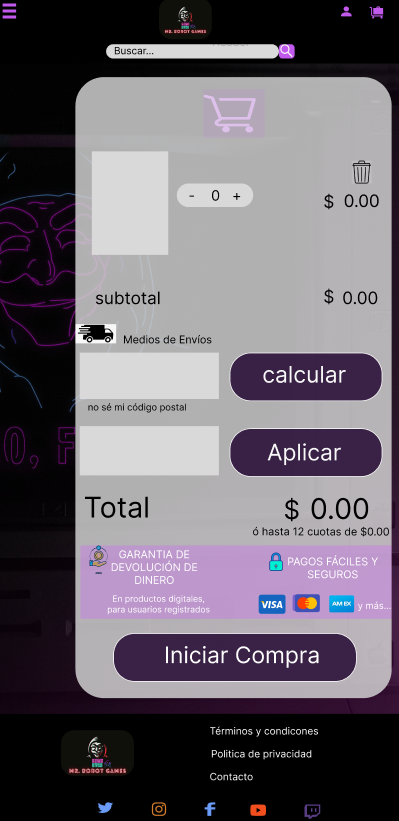 MR. ROBOT GAMES
Buscar...
- 0 +
$ 0.00
subtotal
$ 0.00
Medios de Envíos
calcular
no sé mi código postal
Aplicar
O, F
Total
$ 0.00
ó hasta 12 cuotas de $0.00
GARANTIA DE
DEVOLUCIÓN DE
DINERO
En productos digitales,
para usuarios registrados
PAGOS FÁCILES Y
SEGUROS
VISA
AMEX
y más...
Iniciar Compra
MR. ROBOT GAMES
Términos y condicones
Politica de privacidad
Contacto